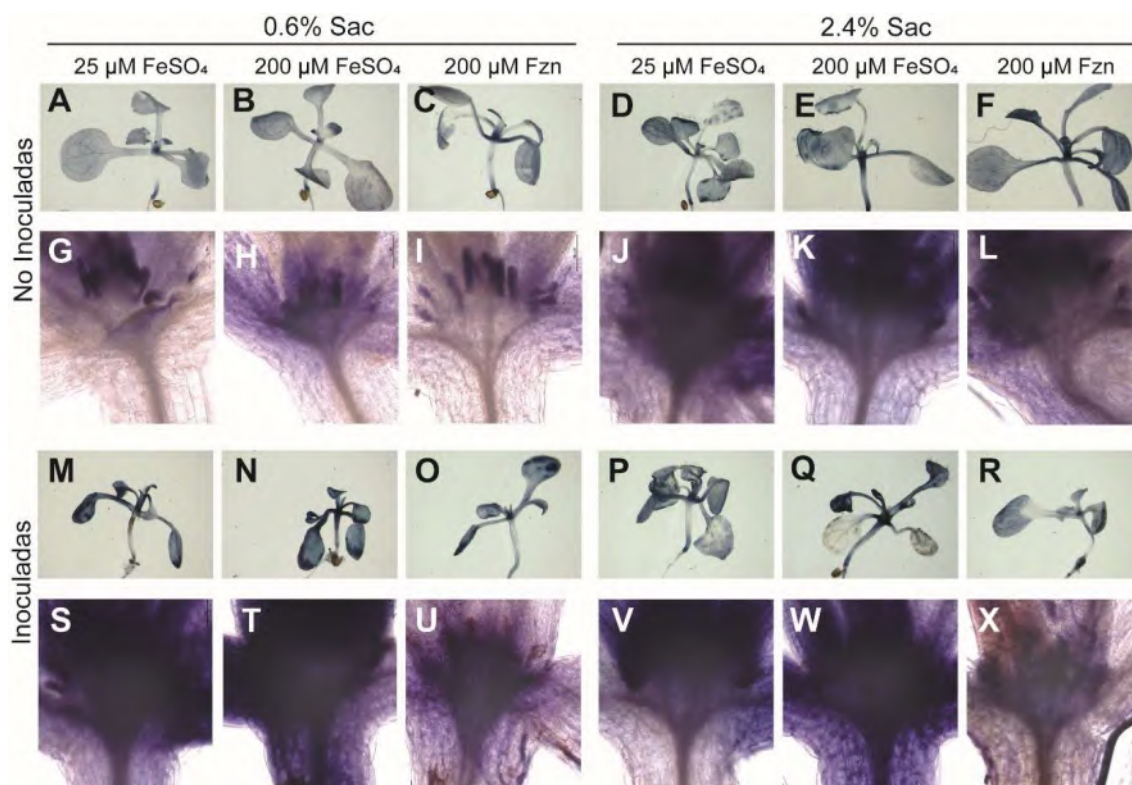 0.6% Sac 2.4% Sac
25 µM FeSO₄ 200 µM FeSO₄ 200 µM Fzn 25 µM FeSO₄ 200 µM FeSO₄ 200 µM Fzn
No Inoculadas
A B C D E F
G H I J K L
Inoculadas
M N O P Q R
S T U V W X